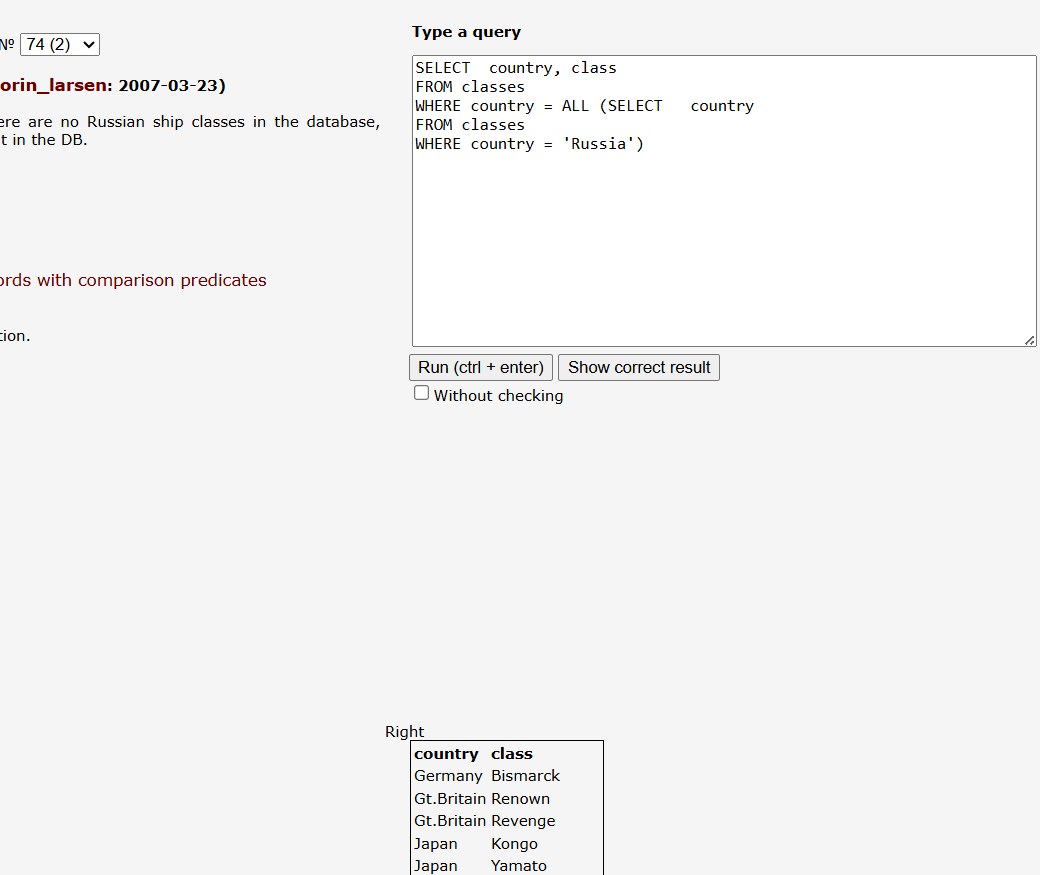 Nº 74 (2)
orin_larsen: 2007-03-23)
ere are no Russian ship classes in the database,
t in the DB.
ords with comparison predicates
tion.
Type a query
SELECT  country, class
FROM classes
WHERE country = ALL (SELECT   country
FROM classes
WHERE country = 'Russia')
Run (ctrl + enter) Show correct result
Without checking
Right
country class
Germany Bismarck
Gt.Britain Renown
Gt.Britain Revenge
Japan Kongo
Japan Yamato